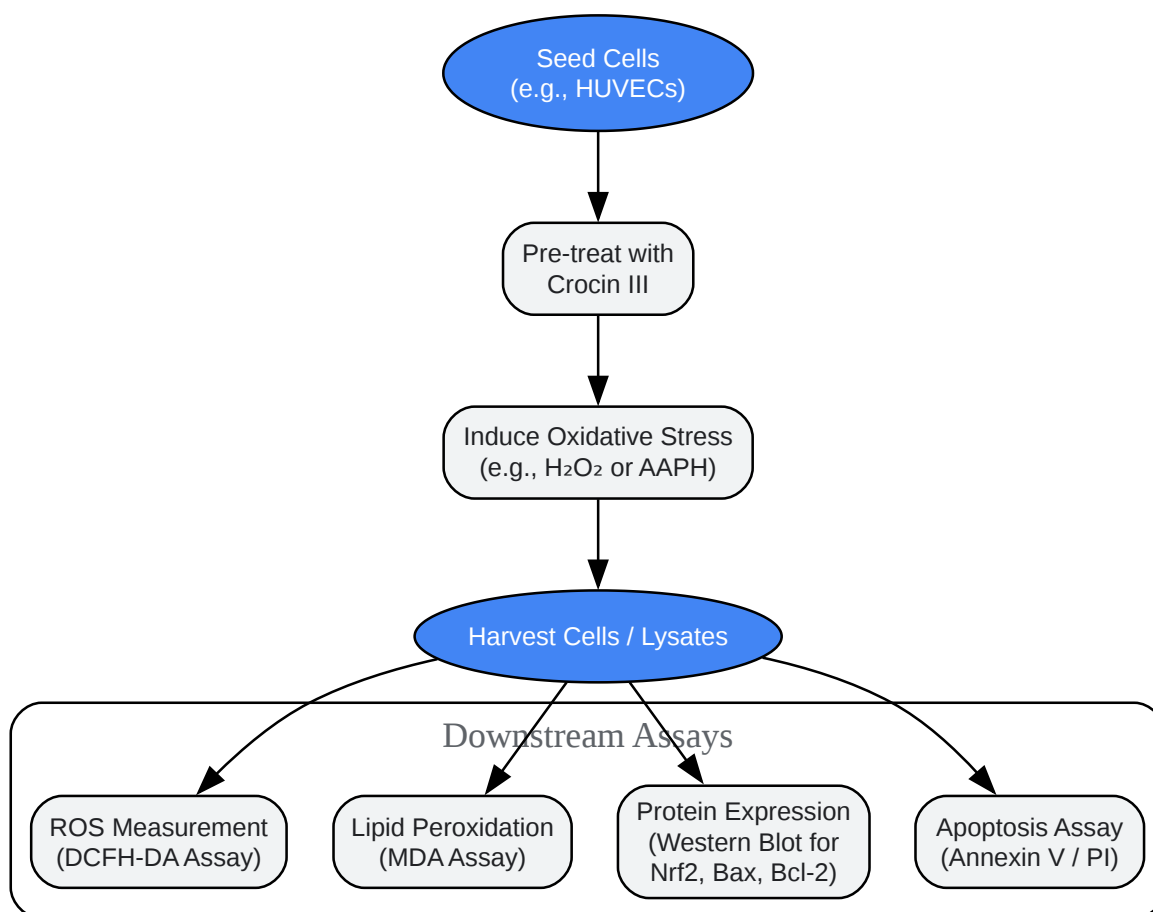 Seed Cells
(e.g., HUVECs)
Pre-treat with
Crocin III
Induce Oxidative Stress
(e.g., H₂O₂ or AAPH)
Harvest Cells / Lysates
Downstream Assays
ROS Measurement
(DCFH-DA Assay)
Lipid Peroxidation
(MDA Assay)
Protein Expression
(Western Blot for
Nrf2, Bax, Bcl-2)
Apoptosis Assay
(Annexin V / PI)